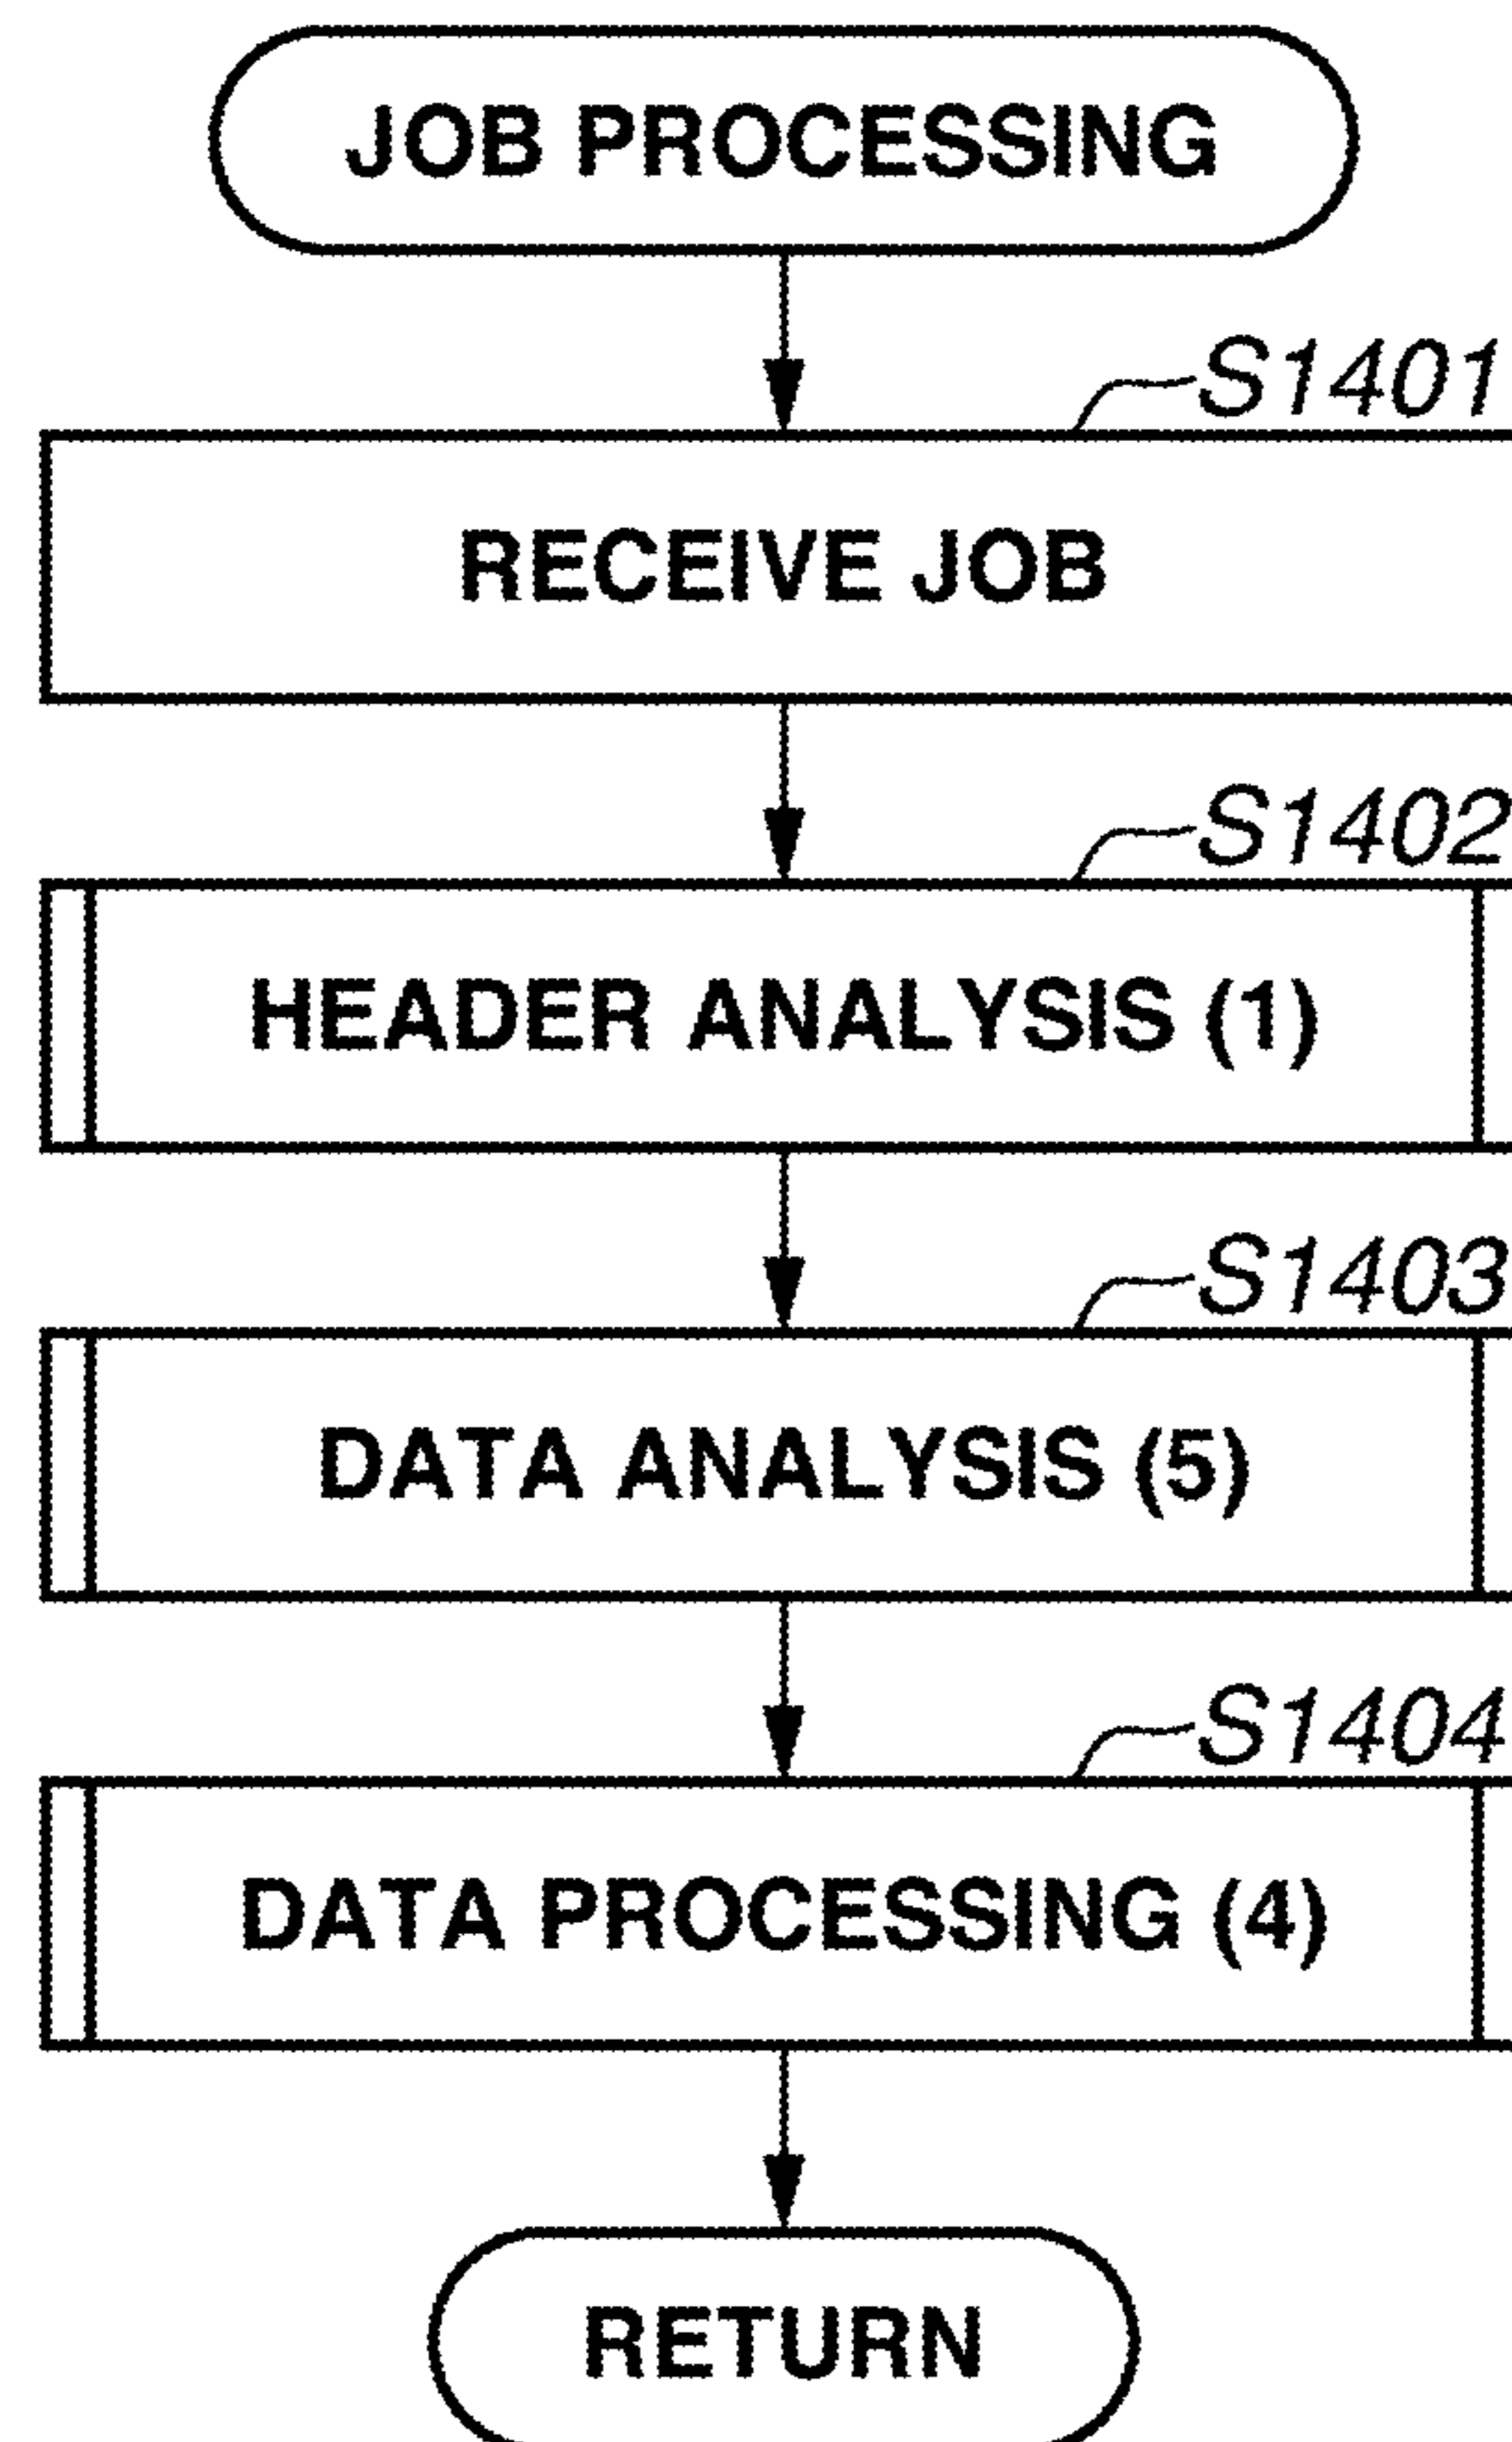 JOB PROCESSING
S1401
RECEIVE JOB
S1402
HEADER ANALYSIS (1)
S1403
DATA ANALYSIS (5)
S1404
DATA PROCESSING (4)
RETURN